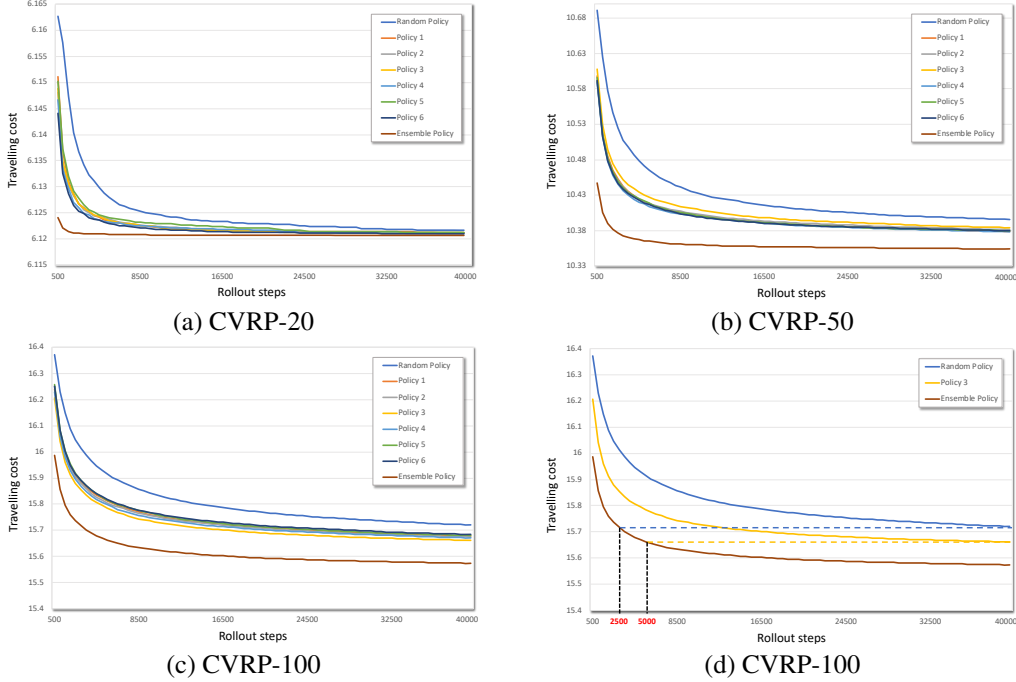 6.165
6.16
6.155
6.15
6.145
6.14
6.135
6.13
6.125
6.12
6.115
Travelling cost
500 8500 16500 24500 32500 40000
Rollout steps
Random Policy
Policy 1
Policy 2
Policy 3
Policy 4
Policy 5
Policy 6
Ensemble Policy
(a) CVRP-20
10.68
10.63
10.58
10.53
10.48
10.43
10.38
10.33
Travelling cost
500 8500 16500 24500 32500 40000
Rollout steps
Random Policy
Policy 1
Policy 2
Policy 3
Policy 4
Policy 5
Policy 6
Ensemble Policy
(b) CVRP-50
16.4
16.3
16.2
16.1
16
15.9
15.8
15.7
15.6
15.5
15.4
Travelling cost
500 8500 16500 24500 32500 40000
Rollout steps
Random Policy
Policy 1
Policy 2
Policy 3
Policy 4
Policy 5
Policy 6
Ensemble Policy
(c) CVRP-100
16.4
16.3
16.2
16.1
16
15.9
15.8
15.7
15.6
15.5
15.4
Travelling cost
500 2500 5000 8500 16500 24500 32500 40000
Rollout steps
Random Policy
Policy 3
Ensemble Policy
(d) CVRP-100